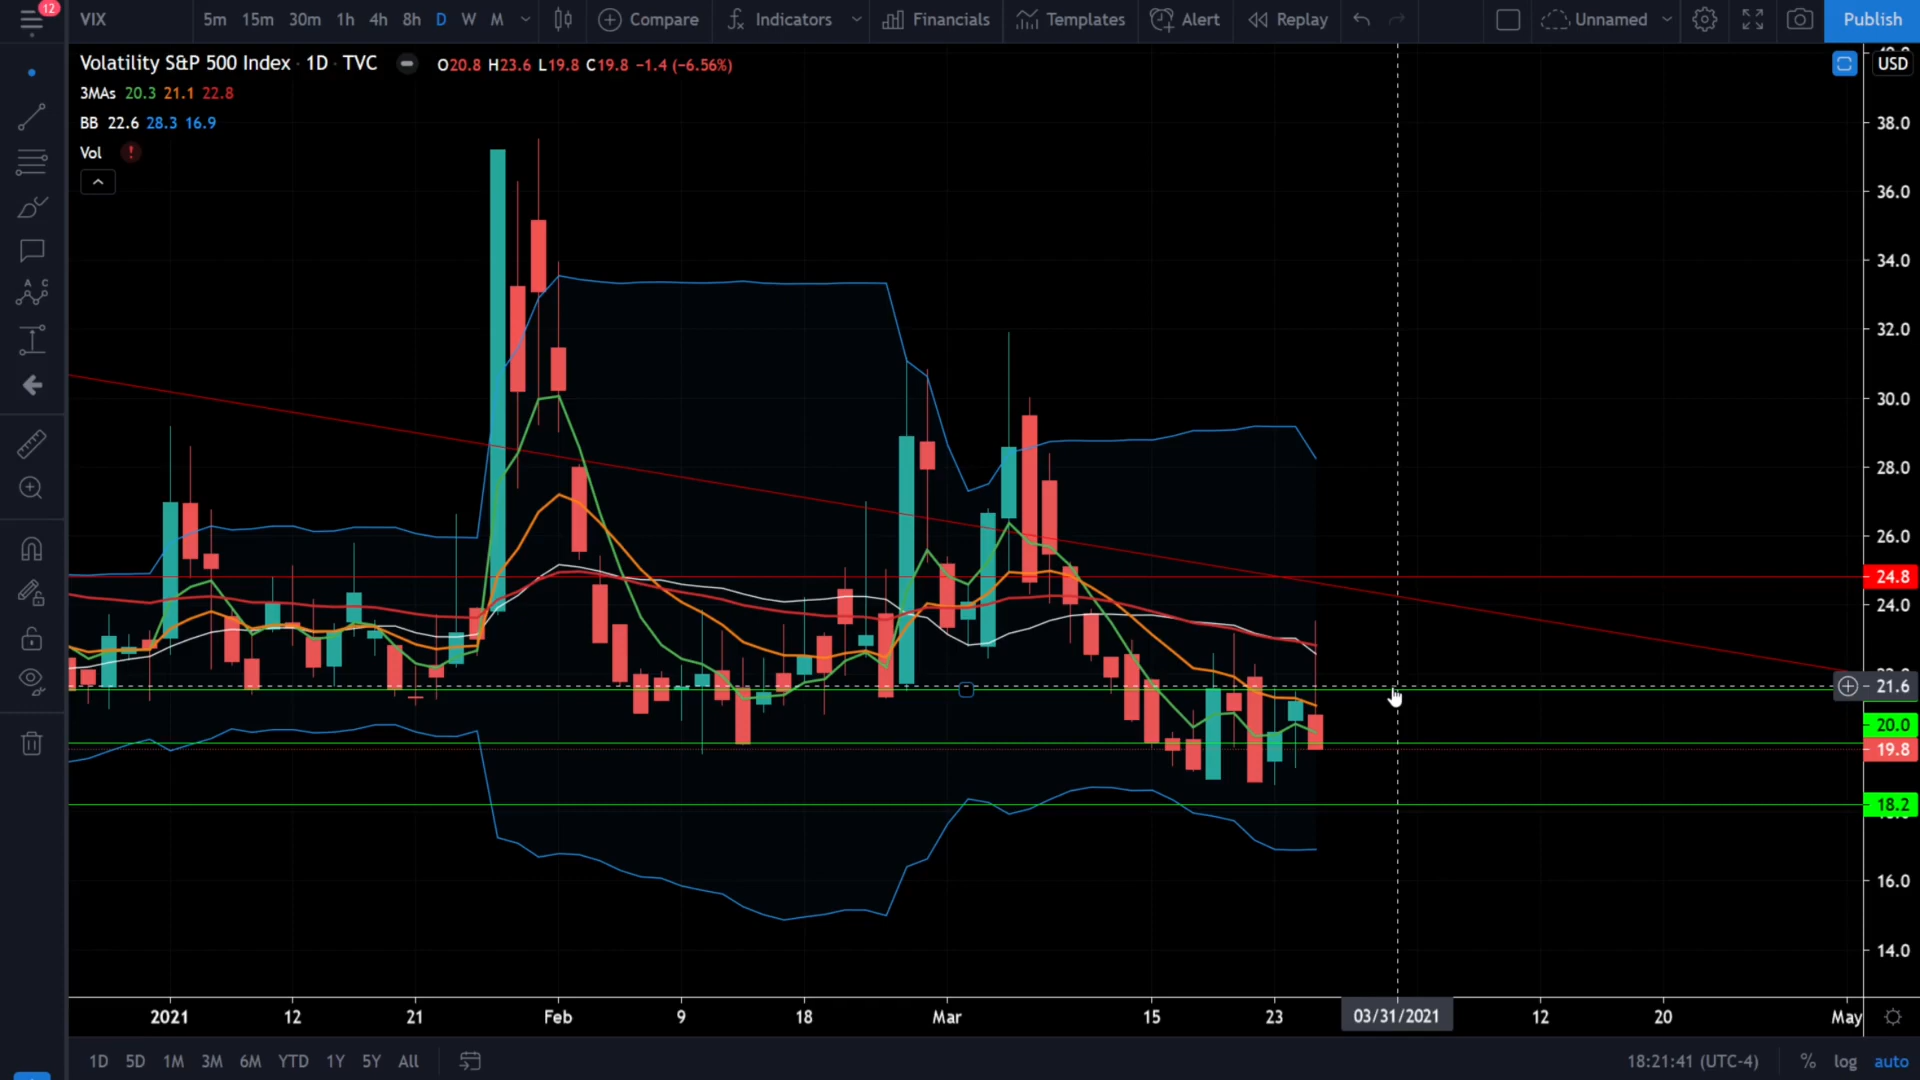 12
VIX 5m 15m 30m 1h 4h 8h D W M Compare Indicators Financials Templates Alert Replay Unnamed Publish
Volatility S&P 500 Index · 1D · TVC O20.8 H23.6 L19.8 C19.8 −1.4 (−6.56%)
USD
3MAs 20.3 21.1 22.8
BB 22.6 28.3 16.9
Vol !
38.0
36.0
34.0
32.0
30.0
28.0
26.0
24.8
24.0
21.6
20.0
19.8
18.2
16.0
14.0
A C
2021 12 21 Feb 9 18 Mar 15 23 03/31/2021 12 20 May
1D 5D 1M 3M 6M YTD 1Y 5Y All 18:21:41 (UTC-4) % log auto